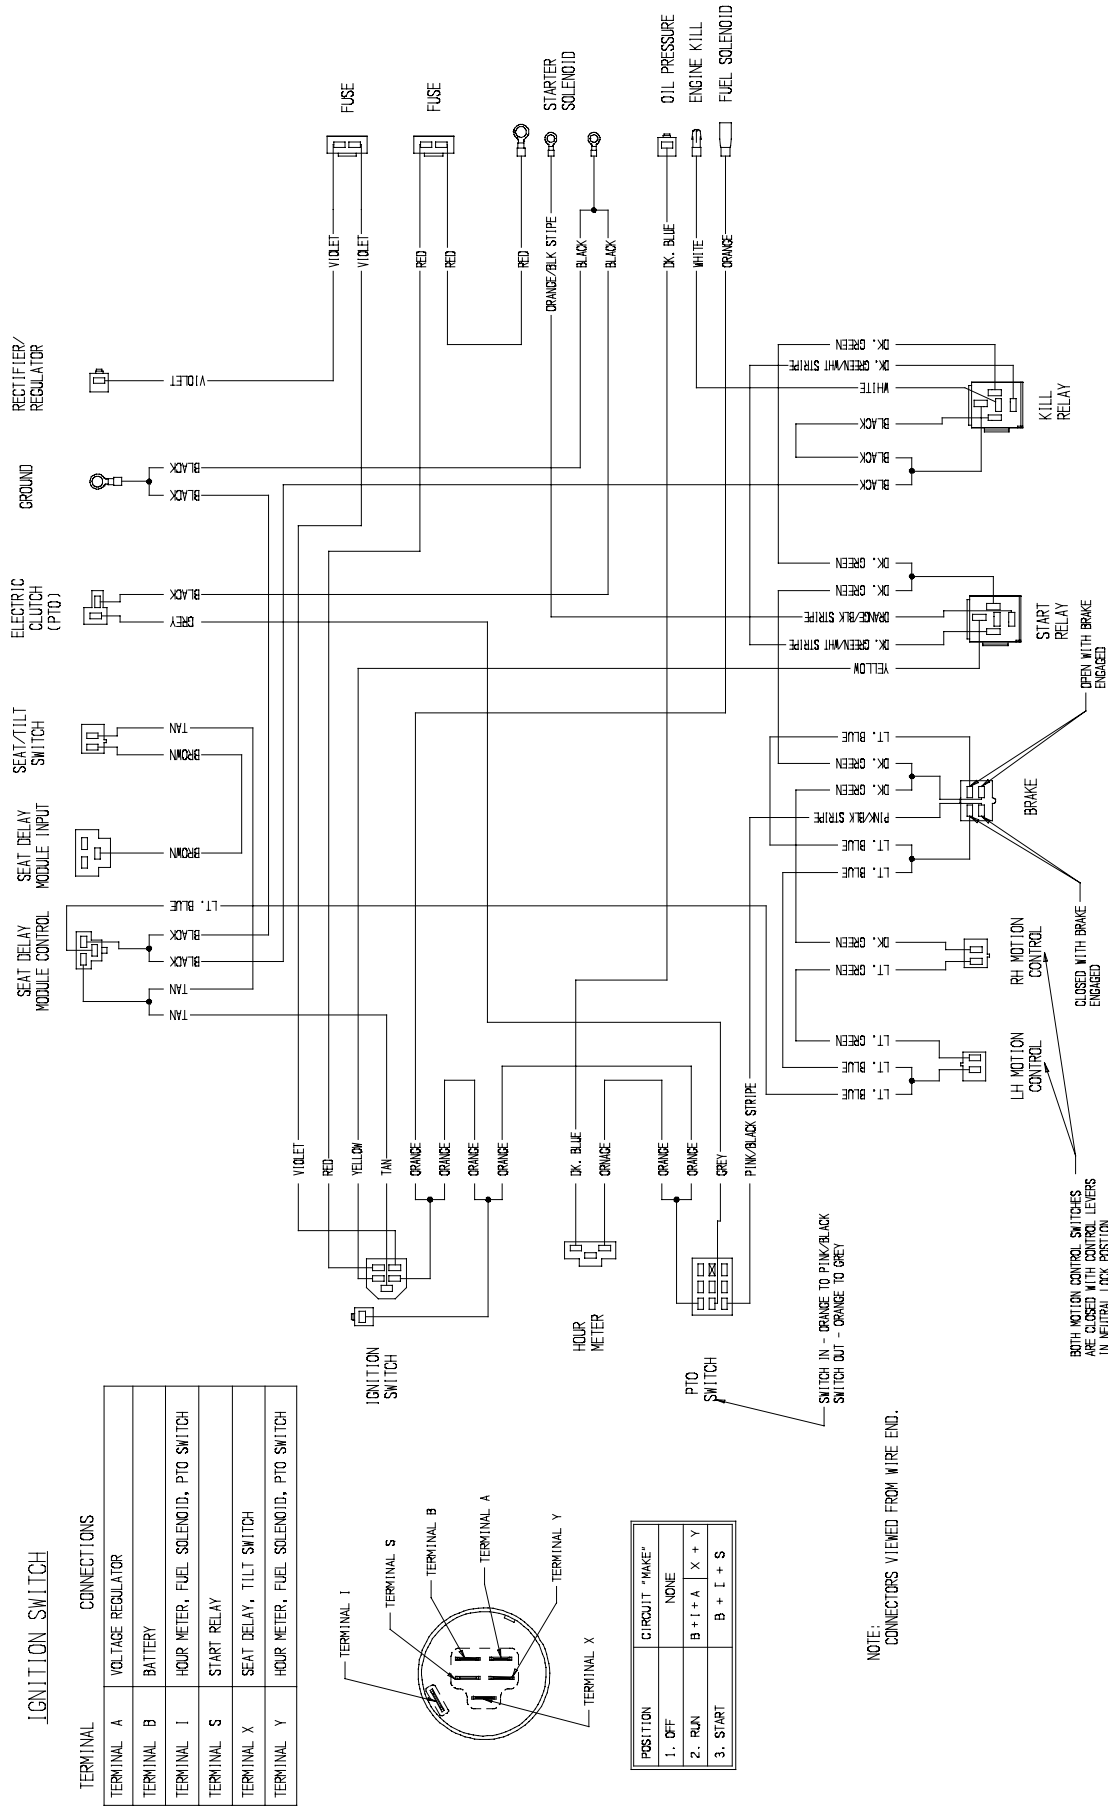 IGNITION SWITCH
TERMINAL CONNECTIONS
TERMINAL A VOLTAGE REGULATOR
TERMINAL B BATTERY
TERMINAL I HOUR METER, FUEL SOLENOID, PTO SWITCH
TERMINAL S START RELAY
TERMINAL X SEAT DELAY, TILT SWITCH
TERMINAL Y HOUR METER, FUEL SOLENOID, PTO SWITCH
TERMINAL I
TERMINAL S
TERMINAL B
TERMINAL A
TERMINAL Y
TERMINAL X
POSITION CIRCUIT "MAKE"
1. OFF NONE
2. RUN B + I + A X + Y
3. START B + I + S
NOTE:
CONNECTORS VIEWED FROM WIRE END.
SEAT DELAY
MODULE CONTROL
SEAT DELAY
MODULE INPUT
SEAT/TILT
SWITCH
ELECTRIC
CLUTCH
(PTO)
GROUND
RECTIFIER/
REGULATOR
TAN
TAN
BLACK
BLACK
LT. BLUE
BROWN
BROWN
TAN
GREY
BLACK
BLACK
BLACK
VIOLET
IGNITION
SWITCH
VIOLET
RED
YELLOW
TAN
ORANGE
ORANGE
ORANGE
ORANGE
HOUR
METER
DK. BLUE
ORNAGE
PTO
SWITCH
ORANGE
ORANGE
GREY
PINK/BLACK STRIPE
SWITCH IN - ORANGE TO PINK/BLACK
SWITCH OUT - ORANGE TO GREY
VIOLET
VIOLET
FUSE
RED
RED
FUSE
RED
ORANGE/BLK STIPE
BLACK
BLACK
STARTER
SOLENOID
DK. BLUE
OIL PRESSURE
WHITE
ENGINE KILL
ORANGE
FUEL SOLENOID
LT. BLUE
LT. BLUE
LT. GREEN
LH MOTION
CONTROL
LT. GREEN
DK. GREEN
RH MOTION
CONTROL
BOTH MOTION CONTROL SWITCHES
ARE CLOSED WITH CONTROL LEVERS
IN NEUTRAL LOCK POSITION
LT. BLUE
LT. BLUE
PINK/BLK STRIPE
DK. GREEN
DK. GREEN
LT. BLUE
BRAKE
CLOSED WITH BRAKE
ENGAGED
OPEN WITH BRAKE
ENGAGED
YELLOW
DK. GREEN/WHT STRIPE
ORANGE/BLK STRIPE
DK. GREEN
DK. GREEN
START
RELAY
BLACK
BLACK
BLACK
WHITE
DK. GREEN/WHT STRIPE
DK. GREEN
KILL
RELAY